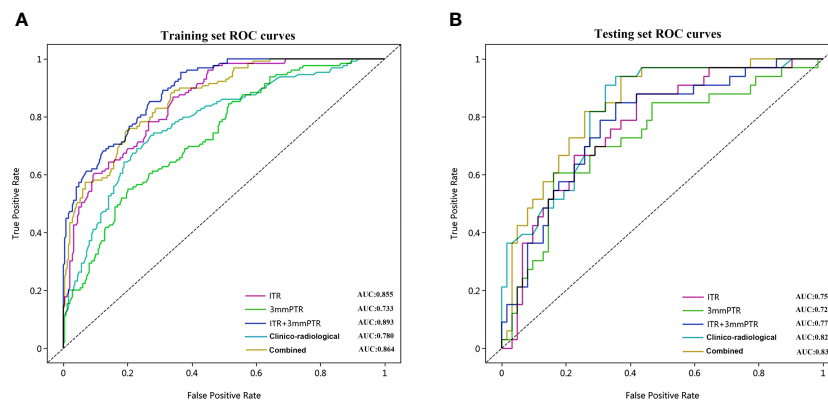 A
Training set ROC curves
True Positive Rate
1
0.8
0.6
0.4
0.2
0
ITR AUC:0.855
3mmPTR AUC:0.733
ITR+3mmPTR AUC:0.893
Clinico-radiological AUC:0.780
Combined AUC:0.864
0 0.2 0.4 0.6 0.8 1
False Positive Rate
B
Testing set ROC curves
True Positive Rate
1
0.8
0.6
0.4
0.2
0
ITR AUC:0.75
3mmPTR AUC:0.72
ITR+3mmPTR AUC:0.77
Clinico-radiological AUC:0.82
Combined AUC:0.83
0 0.2 0.4 0.6 0.8 1
False Positive Rate